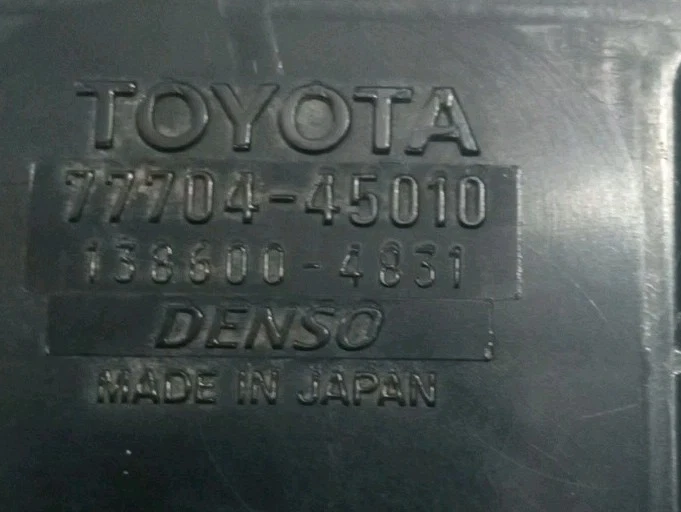 TOYOTA
77704-45010
138600-4831
DENSO
MADE IN JAPAN